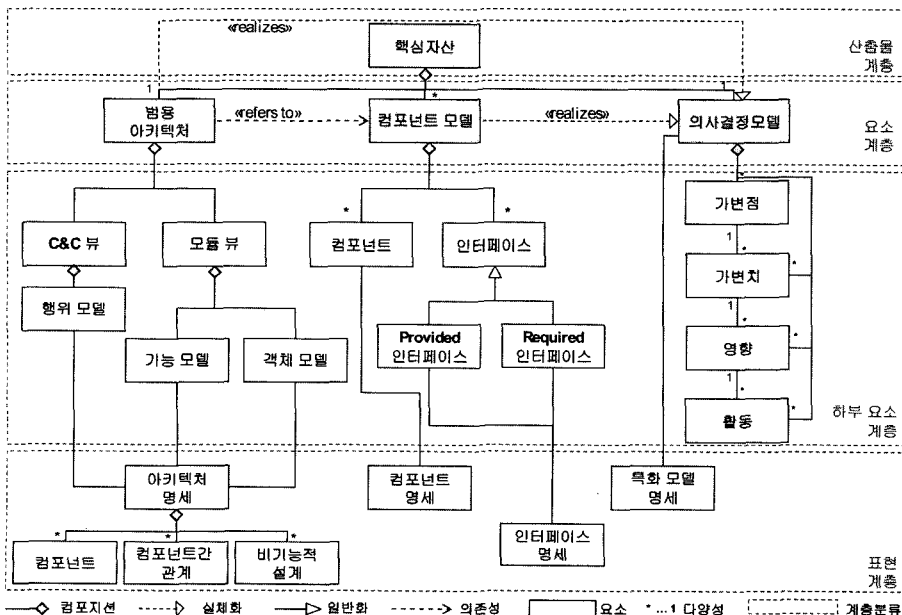 «realizes»
핵심자산
산출물
계층
1
*
1
범용
아키텍처
«refers to»
컴포넌트 모델
«realizes»
의사결정모델
요소
계층
*
가변점
*
*
C&C 뷰
모듈 뷰
컴포넌트
인터페이스
1
*
가변치
*
행위 모델
1
*
Provided
인터페이스
Required
인터페이스
영향
*
기능 모델
객체 모델
1
*
활동
*
하부 요소
계층
아키텍처
명세
컴포넌트
명세
특화 모델
명세
*
*
*
컴포넌트
컴포넌트간
관계
비기능적
설계
인터페이스
명세
표현
계층
컴포지션
실체화
일반화
의존성
요소
* ...1 다양성
계층분류